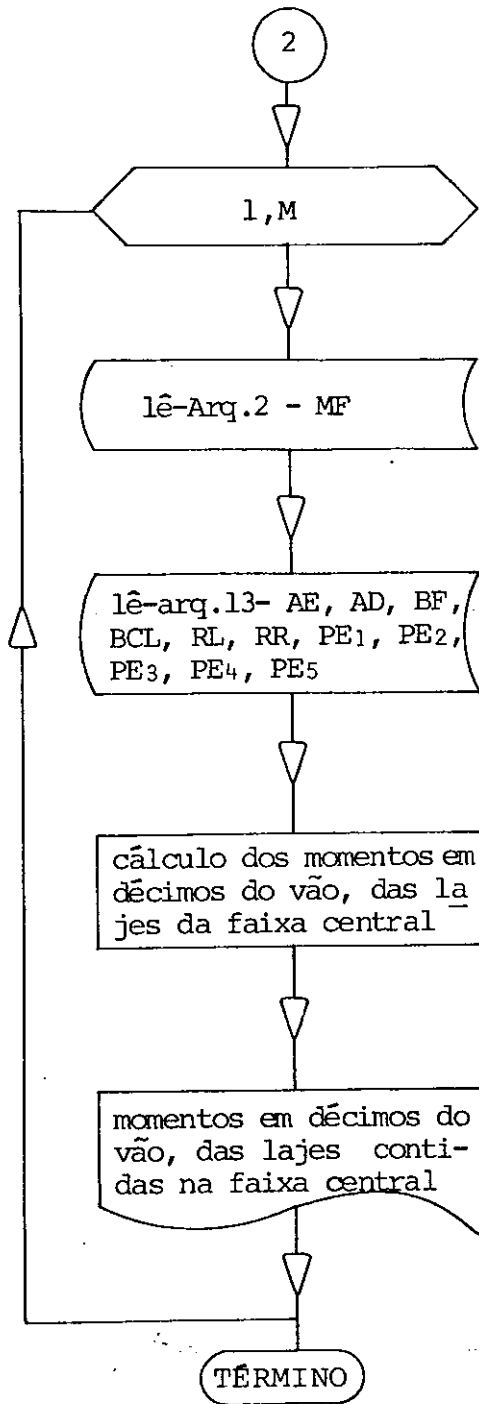 2
1,M
lê-Arq.2 - MF
lê-arq.13- AE, AD, BF,
BCL, RL, RR, PE1, PE2,
PE3, PE4, PE5
cálculo dos momentos em
décimos do vão, das la
jes da faixa central
momentos em décimos do
vão, das lajes conti-
das na faixa central
TÉRMINO